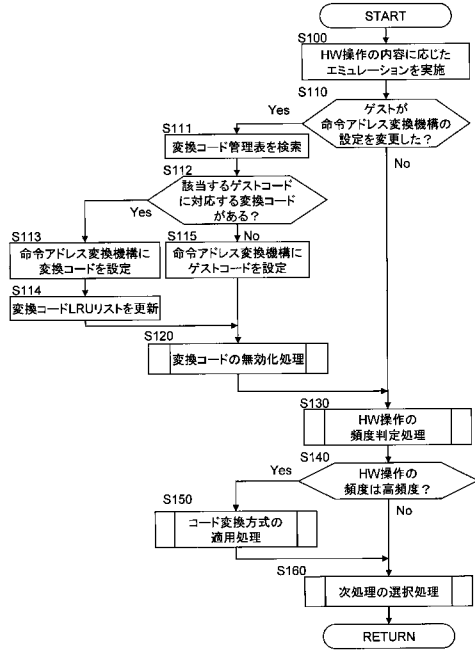 START
S100
HW操作の内容に応じた
エミュレーションを実施
S110
ゲストが
命令アドレス変換機構の
設定を変更した?
Yes
No
S111
変換コード管理表を検索
S112
該当するゲストコード
に対応する変換コード
がある?
Yes
No
S113
命令アドレス変換機構に
変換コードを設定
S115
命令アドレス変換機構に
ゲストコードを設定
S114
変換コードLRUリストを更新
S120
変換コードの無効化処理
S130
HW操作の
頻度判定処理
S140
HW操作の
頻度は高頻度?
Yes
No
S150
コード変換方式の
適用処理
S160
次処理の選択処理
RETURN